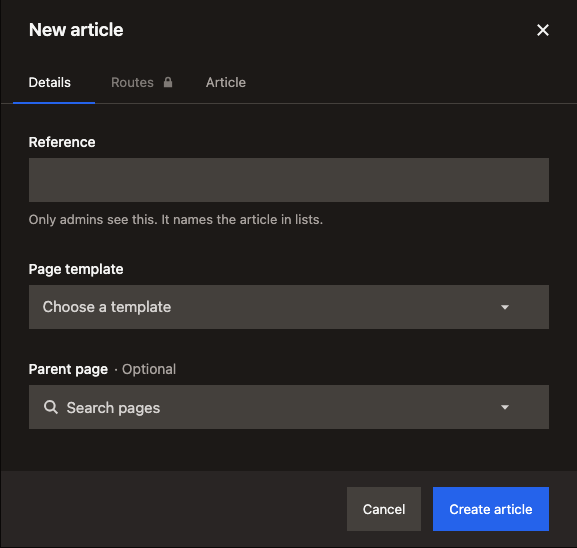 New article
Details
Routes
Article
Reference
Only admins see this. It names the article in lists.
Page template
Choose a template
Parent page · Optional
Search pages
Cancel
Create article